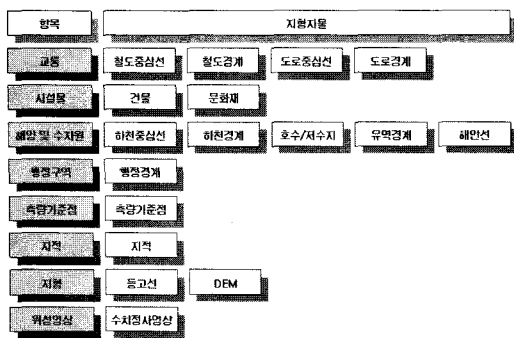 항목 지형지물
교통 철도중심선 철도경계 도로중심선 도로경계
시설물 건물 문화재
해양 및 수자원 하천중심선 하천경계 호수/저수지 유역경계 해안선
행정구역 행정경계
측량기준점 측량기준점
지적 지적
지형 등고선 DEM
위성영상 수치정사영상